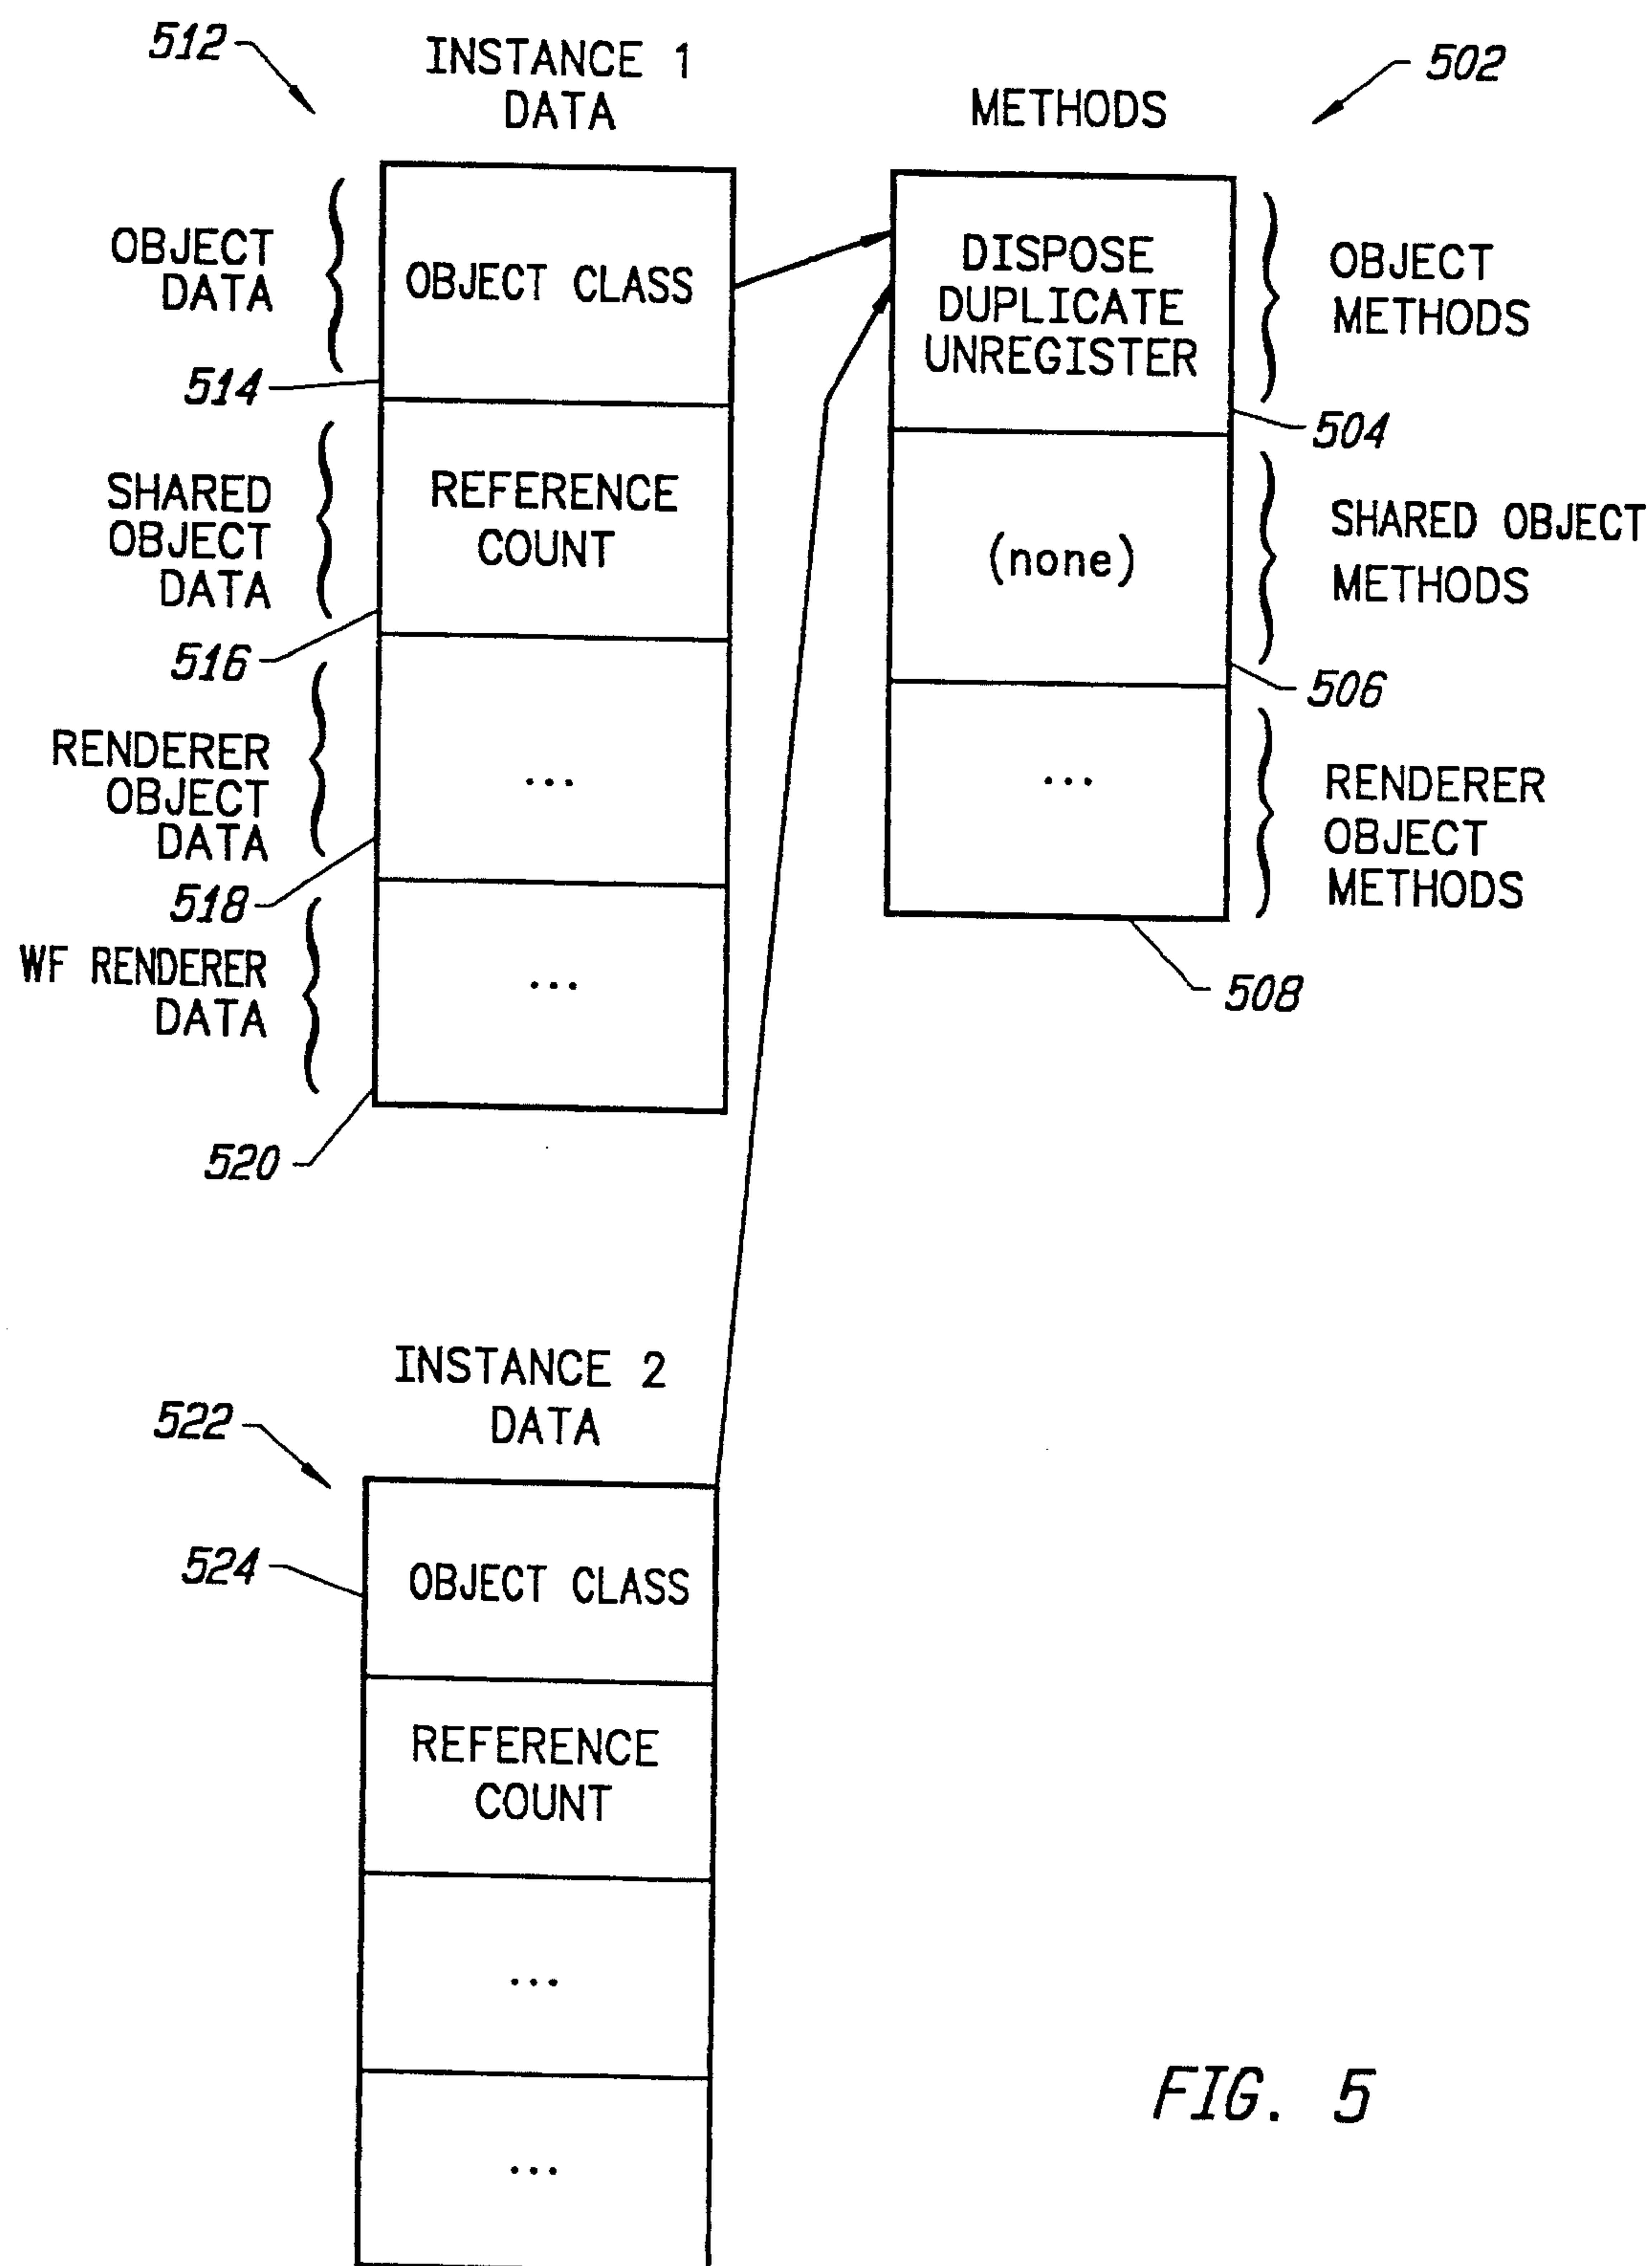 512
INSTANCE 1
DATA
METHODS
502
OBJECT
DATA
OBJECT CLASS
514
DISPOSE
DUPLICATE
UNREGISTER
OBJECT
METHODS
504
SHARED
OBJECT
DATA
REFERENCE
COUNT
516
(none)
SHARED OBJECT
METHODS
506
RENDERER
OBJECT
DATA
...
518
...
RENDERER
OBJECT
METHODS
508
WF RENDERER
DATA
...
520
INSTANCE 2
DATA
522
524
OBJECT CLASS
REFERENCE
COUNT
...
...
FIG. 5